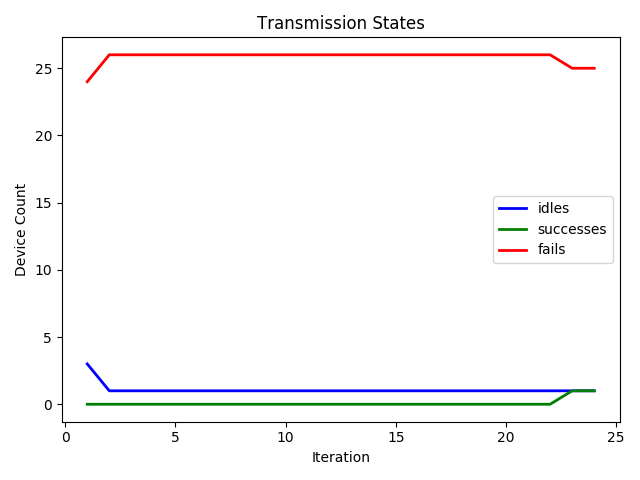 Transmission States
Device Count
25
20
15
10
5
0
idles
successes
fails
0 5 10 15 20 25
Iteration